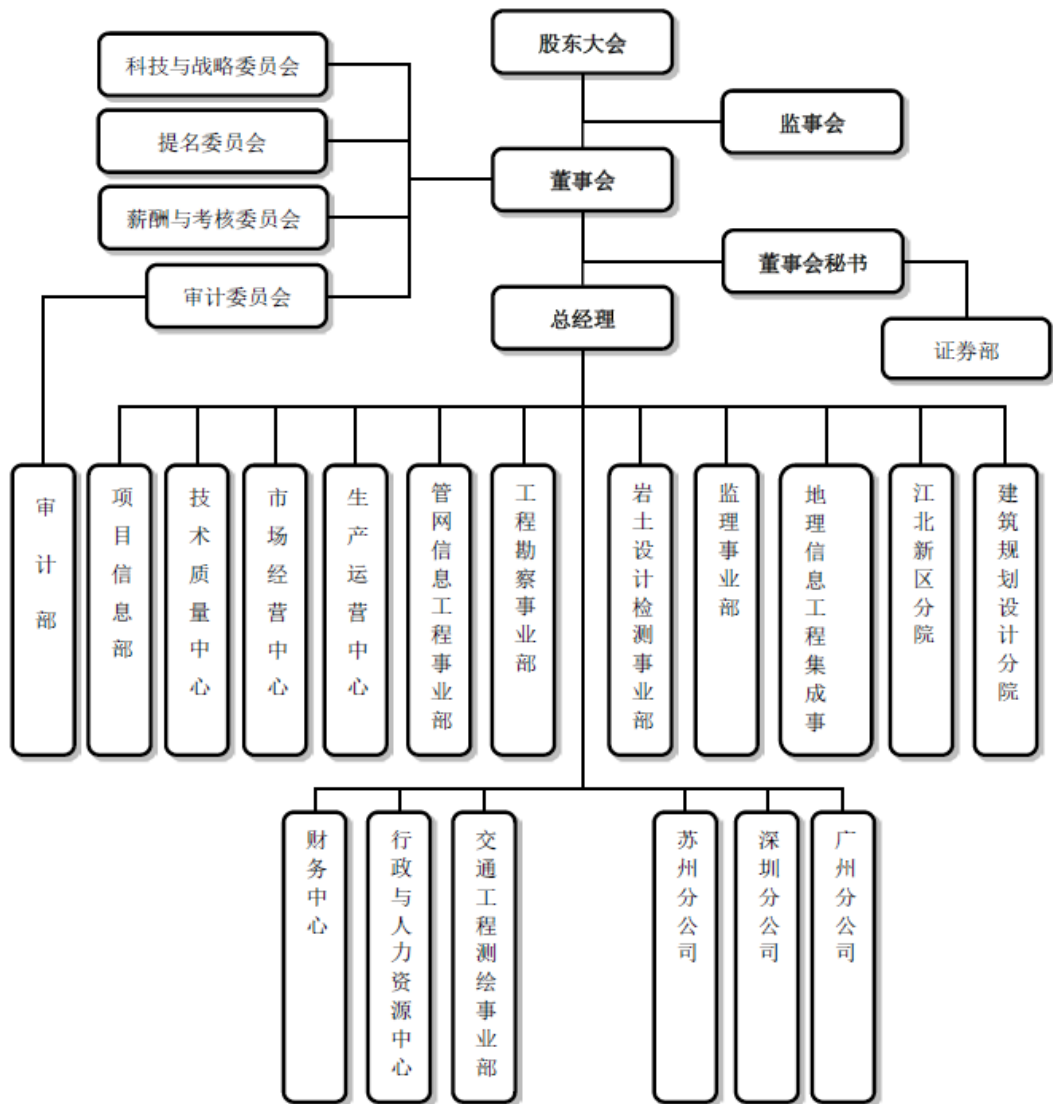 股东大会
科技与战略委员会
监事会
提名委员会
董事会
薪酬与考核委员会
董事会秘书
审计委员会
总经理
证券部
审计部
项目信息部
技术质量中心
市场经营中心
生产运营中心
管网信息工程事业部
工程勘察事业部
岩土设计检测事业部
监理事业部
地理信息工程集成事
江北新区分院
建筑规划设计分院
财务中心
行政与人力资源中心
交通工程测绘事业部
苏州分公司
深圳分公司
广州分公司